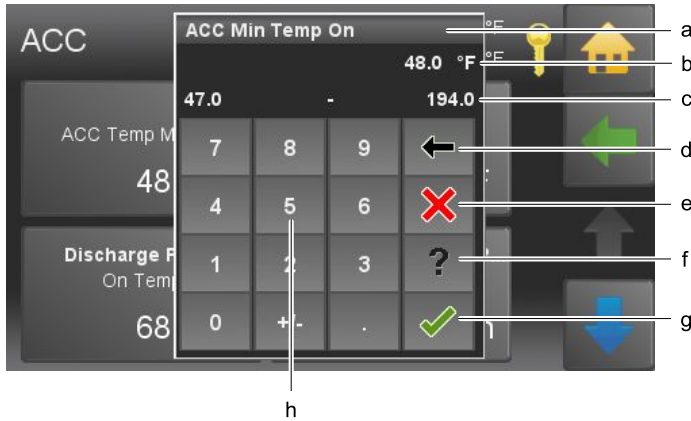 ACC
ACC Min Temp On
°F
a
48.0 °F
°F
b
47.0 - 194.0
c
ACC Temp M
48
7 8 9
d
4 5 6
e
Discharge F
On Tem
68
1 2 3 ?
f
0 +/- .
g
h